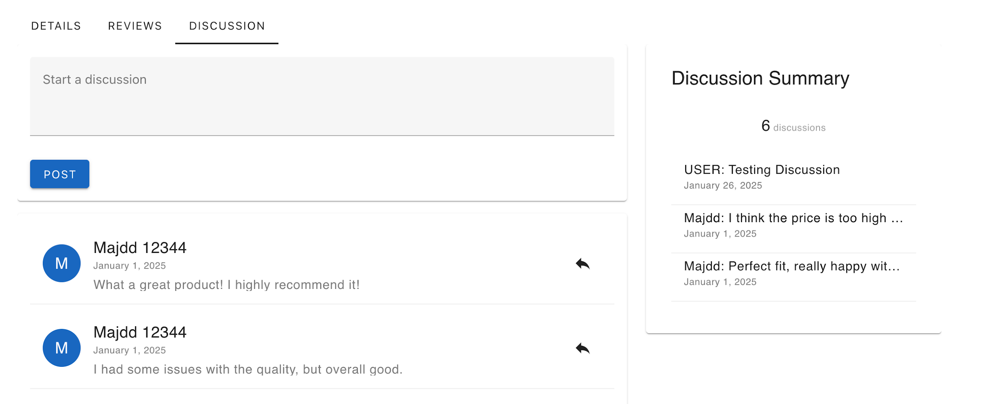 DETAILS REVIEWS DISCUSSION
Start a discussion
POST
M
Majdd 12344
January 1, 2025
What a great product! I highly recommend it!
M
Majdd 12344
January 1, 2025
I had some issues with the quality, but overall good.
Discussion Summary
6 discussions
USER: Testing Discussion
January 26, 2025
Majdd: I think the price is too high ...
January 1, 2025
Majdd: Perfect fit, really happy wit...
January 1, 2025